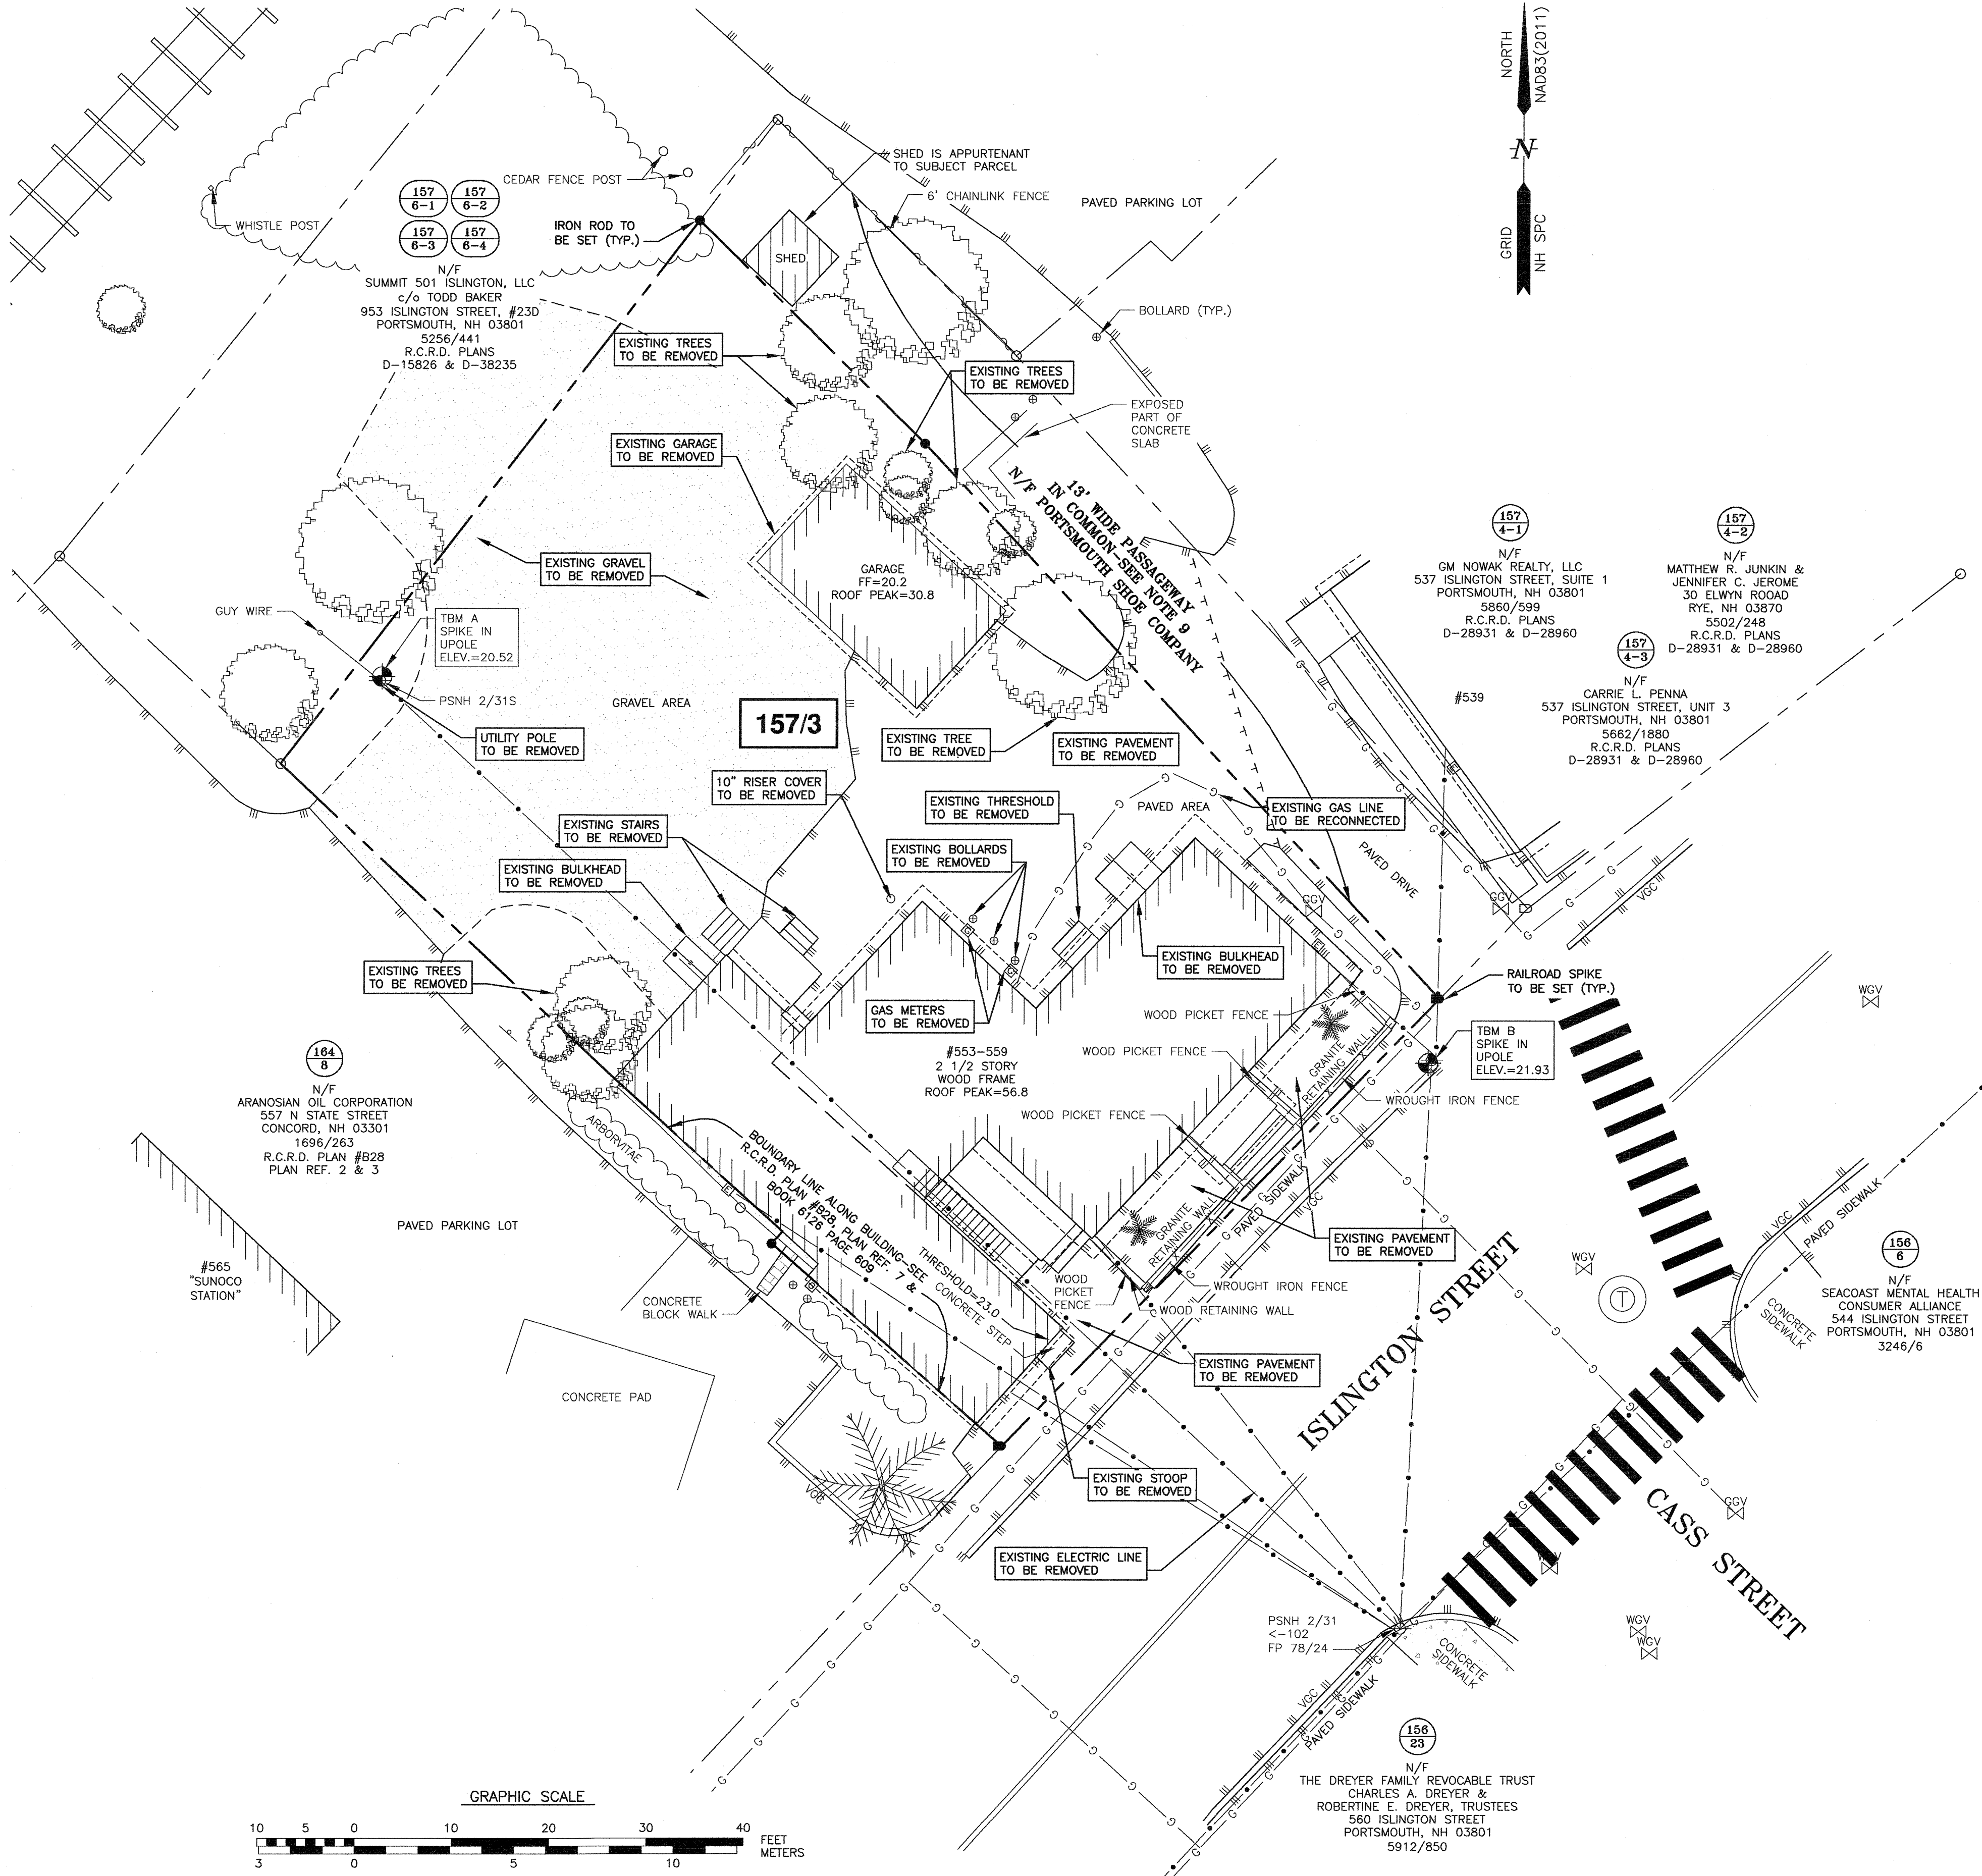 NORTH
NAD83(2011)
N
GRID
NH SPC
SHED IS APPURTENANT
TO SUBJECT PARCEL
CEDAR FENCE POST
6' CHAINLINK FENCE
PAVED PARKING LOT
157
6-1
157
6-2
157
6-3
157
6-4
WHISTLE POST
IRON ROD TO
BE SET (TYP.)
SHED
N/F
SUMMIT 501 ISLINGTON, LLC
c/o TODD BAKER
953 ISLINGTON STREET, #23D
PORTSMOUTH, NH 03801
5256/441
R.C.R.D. PLANS
D-15826 & D-38235
BOLLARD (TYP.)
EXISTING TREES
TO BE REMOVED
EXISTING TREES
TO BE REMOVED
EXPOSED
PART OF
CONCRETE
SLAB
EXISTING GARAGE
TO BE REMOVED
13' WIDE PASSAGEWAY
IN COMMON-SEE NOTE 9
N/F PORTSMOUTH SHOE COMPANY
157
4-1
N/F
GM NOWAK REALTY, LLC
537 ISLINGTON STREET, SUITE 1
PORTSMOUTH, NH 03801
5860/599
R.C.R.D. PLANS
D-28931 & D-28960
157
4-2
N/F
MATTHEW R. JUNKIN &
JENNIFER C. JEROME
30 ELWYN ROOAD
RYE, NH 03870
5502/248
R.C.R.D. PLANS
D-28931 & D-28960
EXISTING GRAVEL
TO BE REMOVED
GARAGE
FF=20.2
ROOF PEAK=30.8
GUY WIRE
TBM A
SPIKE IN
UPOLE
ELEV.=20.52
157
4-3
N/F
CARRIE L. PENNA
537 ISLINGTON STREET, UNIT 3
PORTSMOUTH, NH 03801
5662/1880
R.C.R.D. PLANS
D-28931 & D-28960
#539
PSNH 2/31S
GRAVEL AREA
157/3
UTILITY POLE
TO BE REMOVED
EXISTING TREE
TO BE REMOVED
EXISTING PAVEMENT
TO BE REMOVED
10" RISER COVER
TO BE REMOVED
EXISTING THRESHOLD
TO BE REMOVED
PAVED AREA
EXISTING GAS LINE
TO BE RECONNECTED
EXISTING STAIRS
TO BE REMOVED
EXISTING BOLLARDS
TO BE REMOVED
PAVED DRIVE
EXISTING BULKHEAD
TO BE REMOVED
GGV
GGV
VGC
EXISTING BULKHEAD
TO BE REMOVED
EXISTING TREES
TO BE REMOVED
RAILROAD SPIKE
TO BE SET (TYP.)
WGV
GAS METERS
TO BE REMOVED
WOOD PICKET FENCE
TBM B
SPIKE IN
UPOLE
ELEV.=21.93
164
8
N/F
ARANOSIAN OIL CORPORATION
557 N STATE STREET
CONCORD, NH 03301
1696/263
R.C.R.D. PLAN #B28
PLAN REF. 2 & 3
#553-559
2 1/2 STORY
WOOD FRAME
ROOF PEAK=56.8
WOOD PICKET FENCE
GRANITE
RETAINING WALL
WROUGHT IRON FENCE
WOOD PICKET FENCE
ARBORVITAE
BOUNDARY LINE ALONG BUILDING-SEE
R.C.R.D. PLAN #B28, PLAN REF. 7 &
BOOK 6126 PAGE 609
PAVED PARKING LOT
GRANITE
RETAINING WALL
PAVED SIDEWALK
VGC
EXISTING PAVEMENT
TO BE REMOVED
VGC
PAVED SIDEWALK
#565
"SUNOCO
STATION"
THRESHOLD=23.0
CONCRETE STEP
WOOD
PICKET
FENCE
WROUGHT IRON FENCE
WOOD RETAINING WALL
WGV
T
156
6
N/F
SEACOAST MENTAL HEALTH
CONSUMER ALLIANCE
544 ISLINGTON STREET
PORTSMOUTH, NH 03801
3246/6
CONCRETE
SIDEWALK
CONCRETE
BLOCK WALK
ISLINGTON STREET
EXISTING PAVEMENT
TO BE REMOVED
CONCRETE PAD
VGC
EXISTING STOOP
TO BE REMOVED
GGV
CASS STREET
EXISTING ELECTRIC LINE
TO BE REMOVED
PSNH 2/31
<-102
FP 78/24
CONCRETE
SIDEWALK
WGV
WGV
VGC
PAVED SIDEWALK
156
23
N/F
THE DREYER FAMILY REVOCABLE TRUST
CHARLES A. DREYER &
ROBERTINE E. DREYER, TRUSTEES
560 ISLINGTON STREET
PORTSMOUTH, NH 03801
5912/850
GRAPHIC SCALE
10 5 0 10 20 30 40
FEET
METERS
3 0 5 10